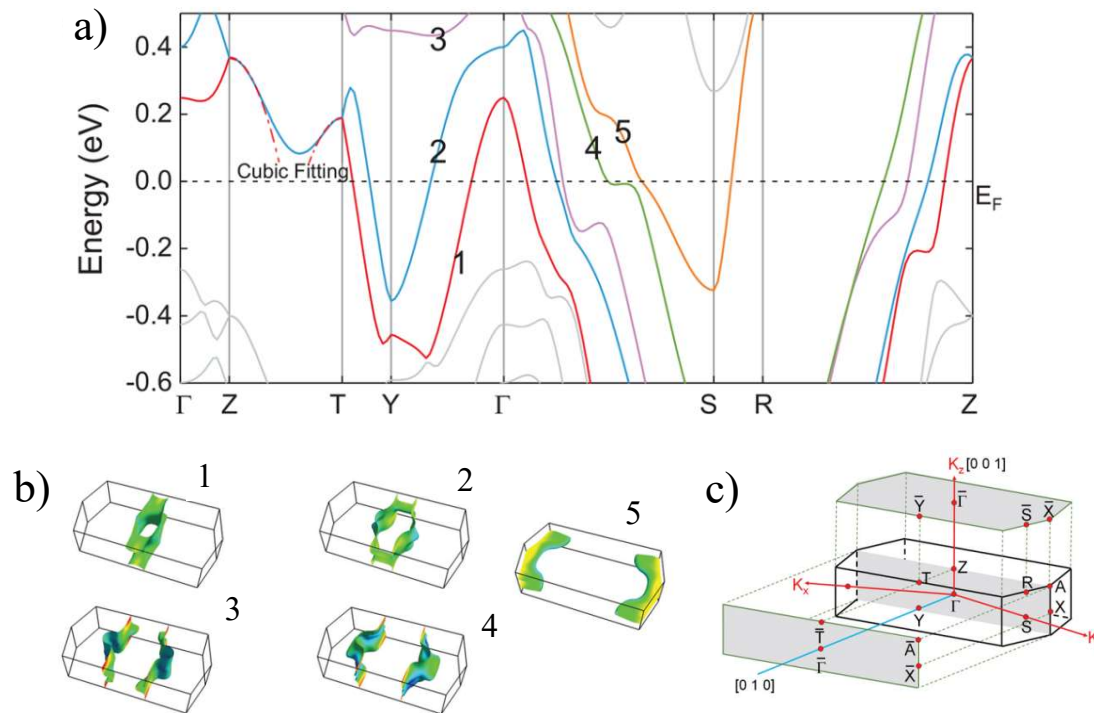 a)
Energy (eV)
0.4
0.2
0.0
-0.2
-0.4
-0.6
3
2
1
4
5
Cubic Fitting
E_F
Γ Z T Y Γ S R Z
b)
1
2
5
3
4
c)
K_z [0 0 1]
Γ̄
Ȳ
S̄
X̄
Z
T
R
A
K_x
Γ
X
Y
S
K
T̄
Ā
Γ̄
X̄
[0 1 0]